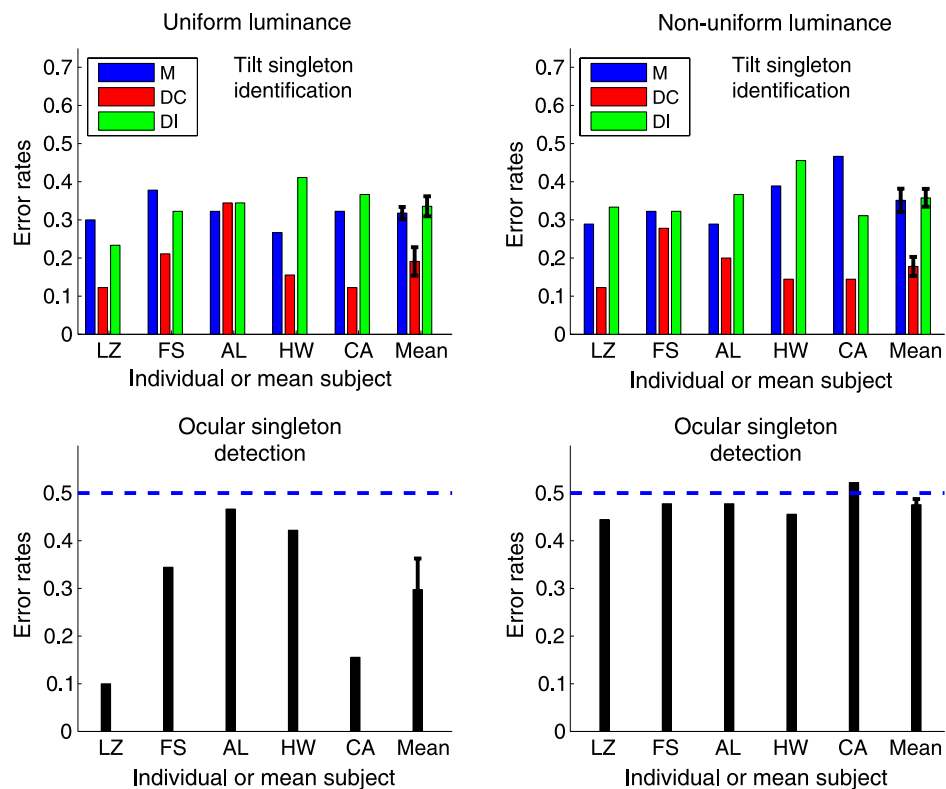 Uniform luminance
Tilt singleton
identification
M
DC
DI
Error rates
0.7
0.6
0.5
0.4
0.3
0.2
0.1
0
LZ FS AL HW CA Mean
Individual or mean subject
Non-uniform luminance
Tilt singleton
identification
M
DC
DI
Error rates
0.7
0.6
0.5
0.4
0.3
0.2
0.1
0
LZ FS AL HW CA Mean
Individual or mean subject
Ocular singleton
detection
Error rates
0.5
0.4
0.3
0.2
0.1
0
LZ FS AL HW CA Mean
Individual or mean subject
Ocular singleton
detection
Error rates
0.5
0.4
0.3
0.2
0.1
0
LZ FS AL HW CA Mean
Individual or mean subject